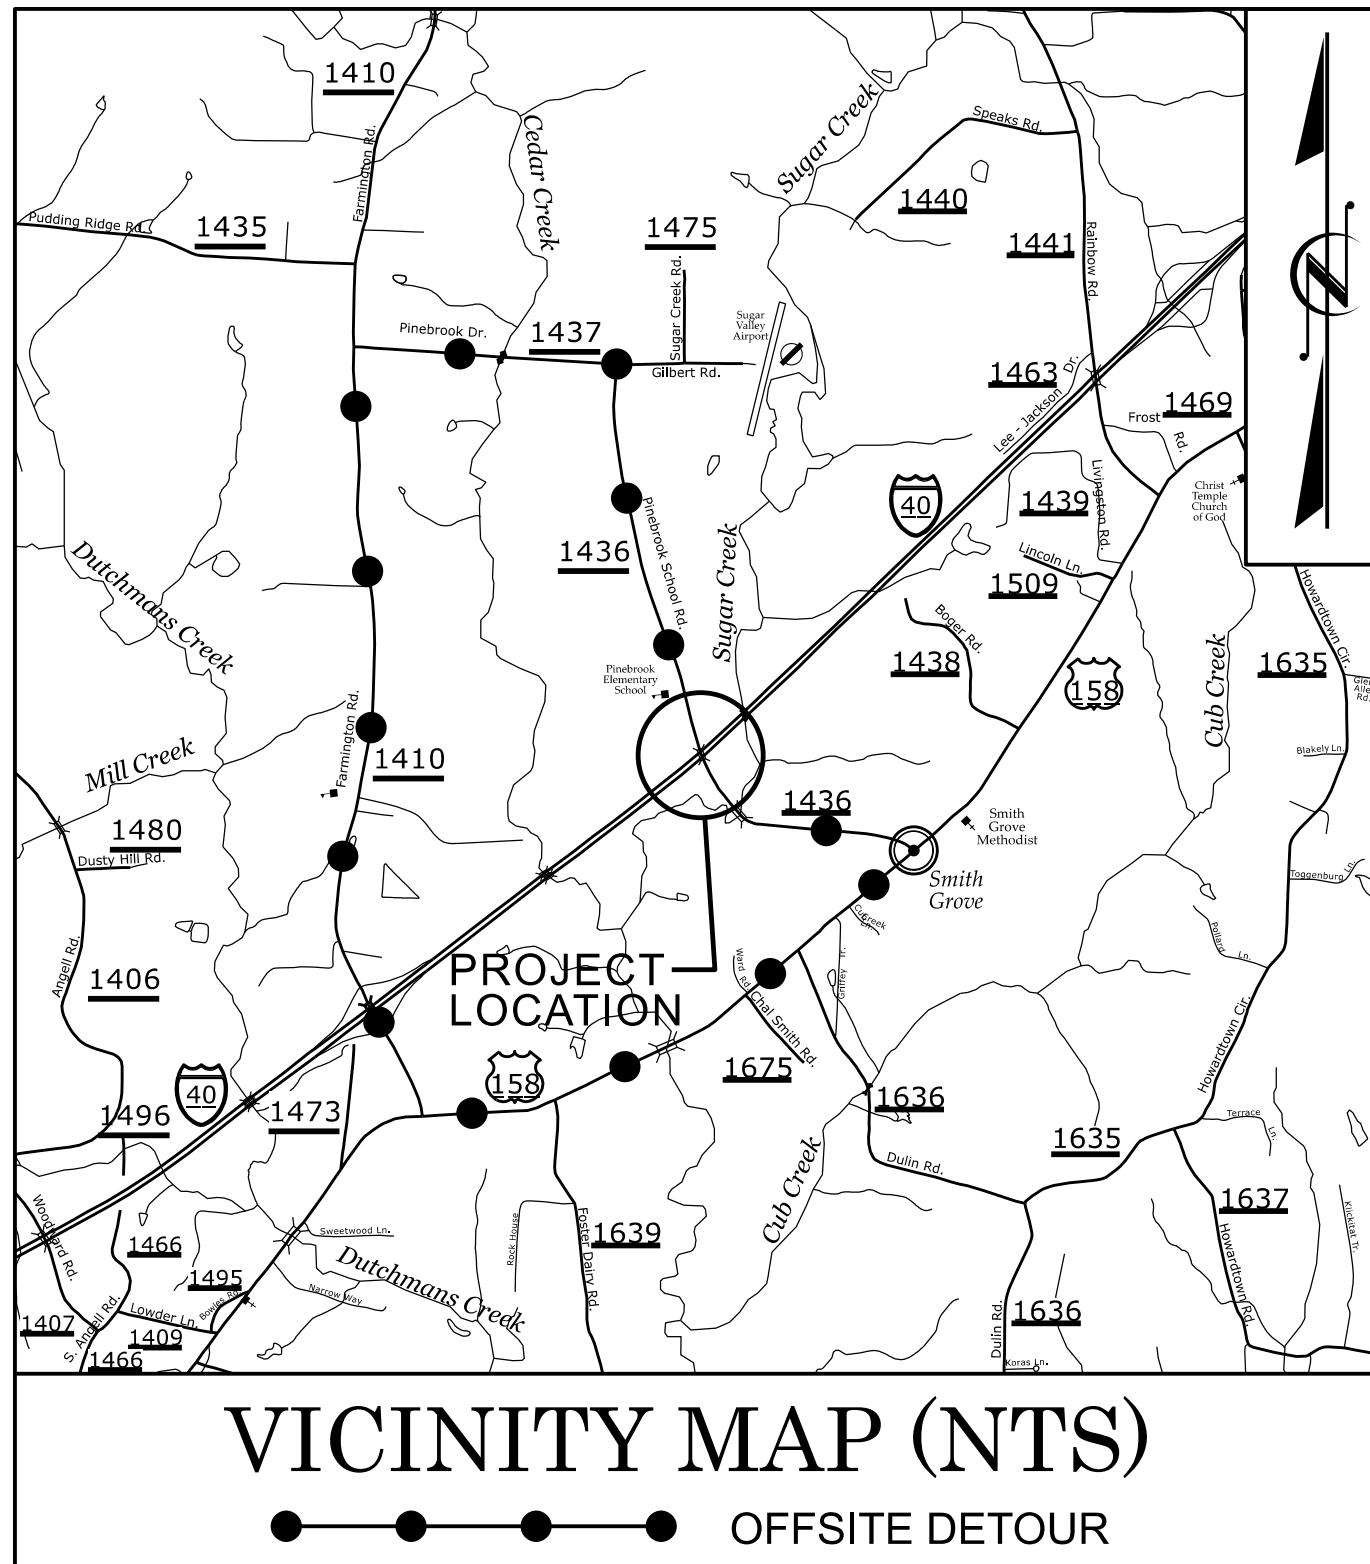 1410
Farmington Rd.
Cedar Creek
Sugar Creek
Speaks Rd.
1440
1441
Rainbow Rd.
Pudding Ridge Rd.
1435
1475
Sugar Creek Rd.
Pinebrook Dr.
1437
Gilbert Rd.
Sugar
Valley
Airport
N
1463
Lee - Jackson Dr.
Frost Rd.
1469
Christ
Temple
Church
of God
40
1439
Livingston Rd.
Lincoln Ln.
1509
Boger Rd.
1438
158
1436
Pinebrook School Rd.
Sugar Creek
Pinebrook
Elementary
School
Dutchmans Creek
Farmington Rd.
1410
Mill Creek
1480
Dusty Hill Rd.
Angell Rd.
1406
Cub Creek
Howardtown Cir.
1635
Blakely Ln.
Toggenburg Ln.
Pollard Ln.
1436
Smith
Grove
Methodist
Smith
Grove
PROJECT
LOCATION
Ward Rd.
Chal Smith Rd.
Griffey Tr.
1675
1636
Howardtown Cir.
1635
Dulin Rd.
Terrace Ln.
1637
Howardtown Rd.
Klickitat Tr.
40
158
1496
1473
Woodward Rd.
1466
1495
Bowles Rd.
Lowder Ln.
S. Angell Rd.
1407
1409
1466
Sweetwood Ln.
Narrow Way
Dutchmans Creek
Rock House
Foster Dairy Rd.
1639
Cub Creek
Dulin Rd.
1636
Koras Ln.
VICINITY MAP (NTS)
OFFSITE DETOUR